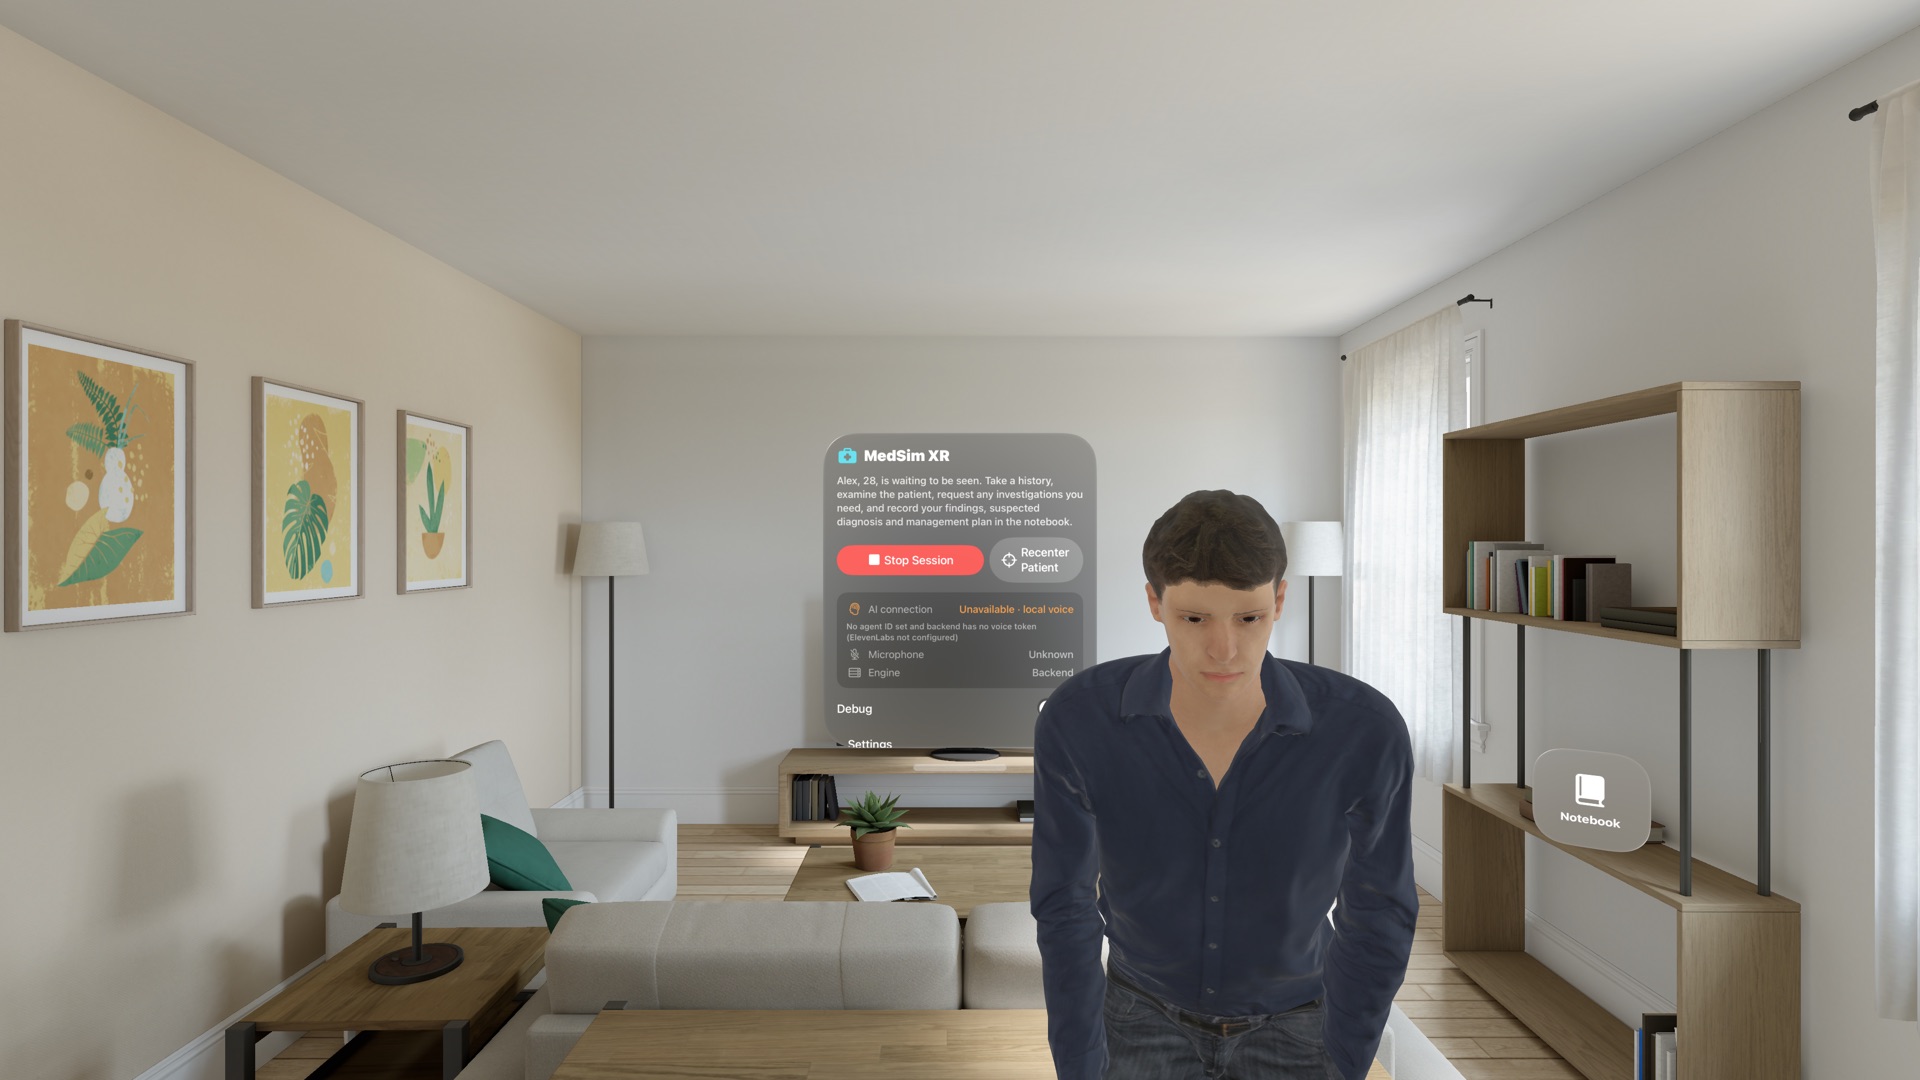 MedSim XR
Alex, 28, is waiting to be seen. Take a history,
examine the patient, request any investigations you
need, and record your findings, suspected
diagnosis and management plan in the notebook.
Stop Session
Recenter
Patient
AI connection Unavailable · local voice
No agent ID set and backend has no voice token
(ElevenLabs not configured)
Microphone Unknown
Engine Backend
Debug
Settings
Notebook